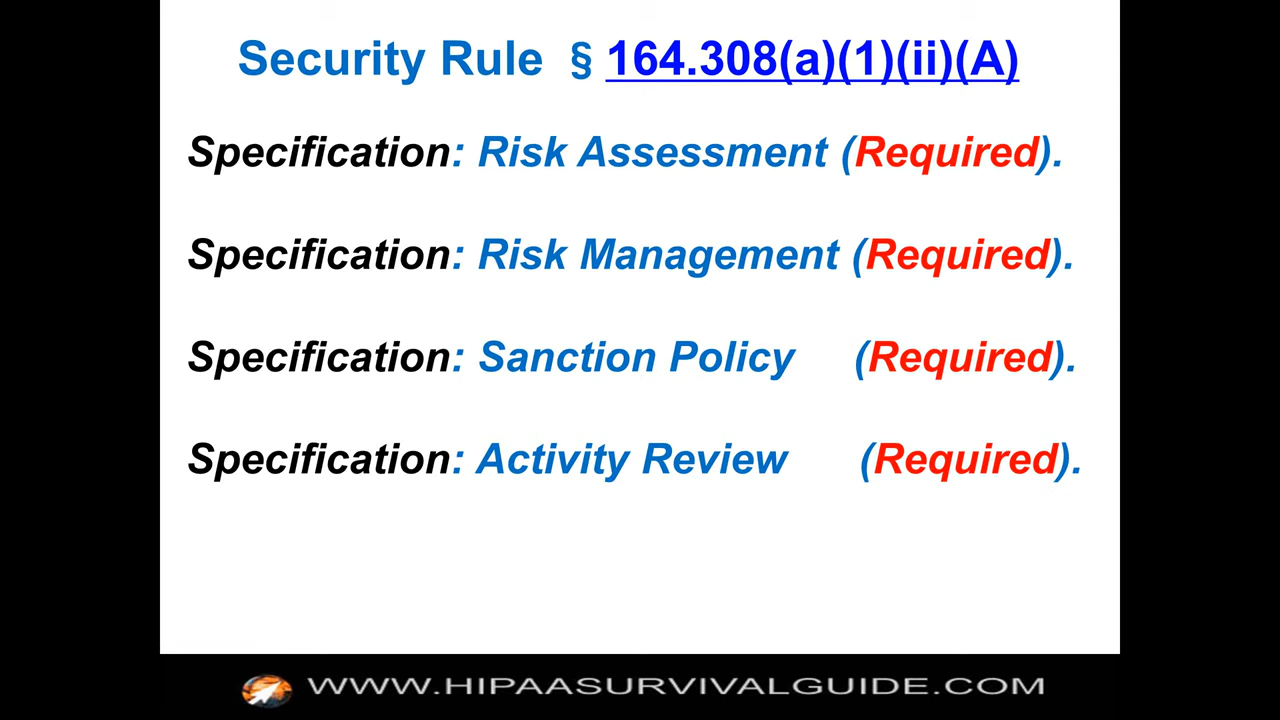 Security Rule § 164.308(a)(1)(ii)(A)
Specification: Risk Assessment (Required).
Specification: Risk Management (Required).
Specification: Sanction Policy (Required).
Specification: Activity Review (Required).
WWW.HIPAASURVIVALGUIDE.COM